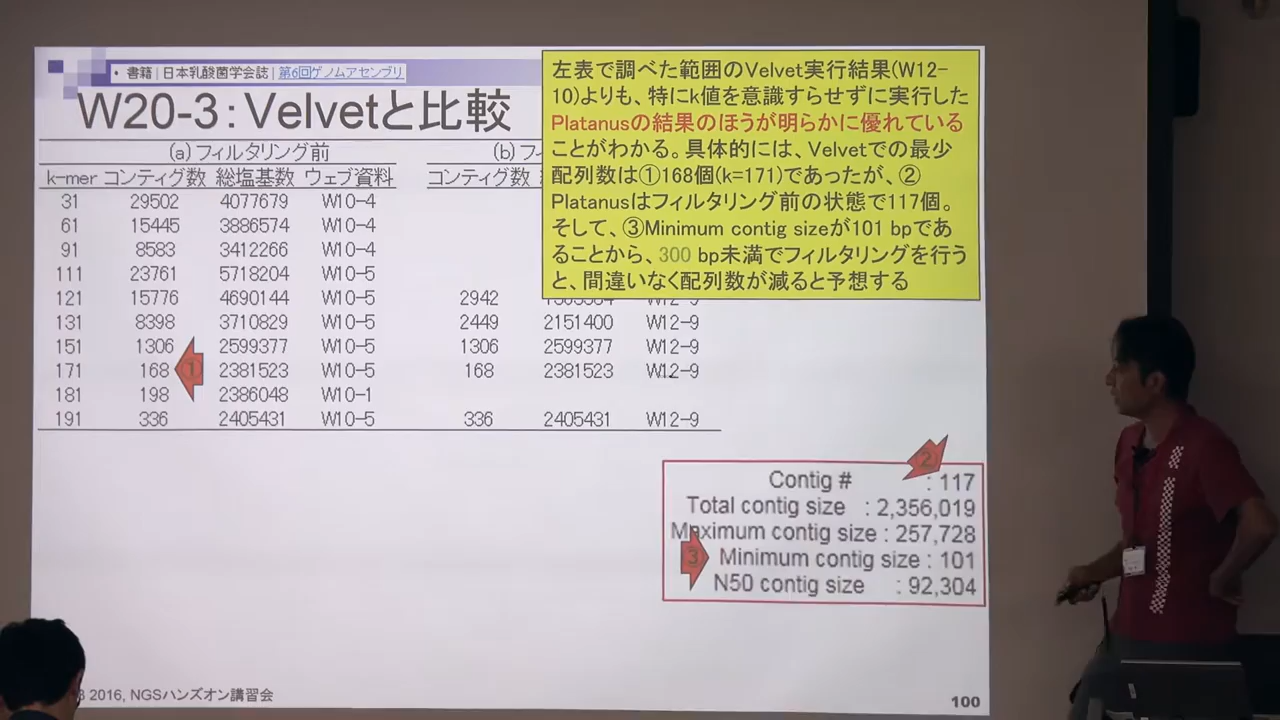 ・ 書籍 | 日本乳酸菌学会誌 | 第6回ゲノムアセンブリ
W20-3：Velvetと比較
左表で調べた範囲のVelvet実行結果(W12-
10)よりも、特にk値を意識すらせずに実行した
Platanusの結果のほうが明らかに優れている
ことがわかる。具体的には、Velvetでの最少
配列数は①168個(k=171)であったが、②
Platanusはフィルタリング前の状態で117個。
そして、③Minimum contig sizeが101 bpであ
ることから、300 bp未満でフィルタリングを行う
と、間違いなく配列数が減ると予想する
(a)フィルタリング前 (b)フィ
k-mer コンティグ数 総塩基数 ウェブ資料 コンティグ数
31 29502 4077679 W10-4
61 15445 3886574 W10-4
91 8583 3412266 W10-4
111 23761 5718204 W10-5
121 15776 4690144 W10-5 2942 W12-9
131 8398 3710829 W10-5 2449 2151400 W12-9
151 1306 2599377 W10-5 1306 2599377 W12-9
171 168 ① 2381523 W10-5 168 2381523 W12-9
181 198 2386048 W10-1
191 336 2405431 W10-5 336 2405431 W12-9
②
Contig # : 117
Total contig size : 2,356,019
Maximum contig size : 257,728
③ Minimum contig size : 101
N50 contig size : 92,304
2016, NGSハンズオン講習会
100